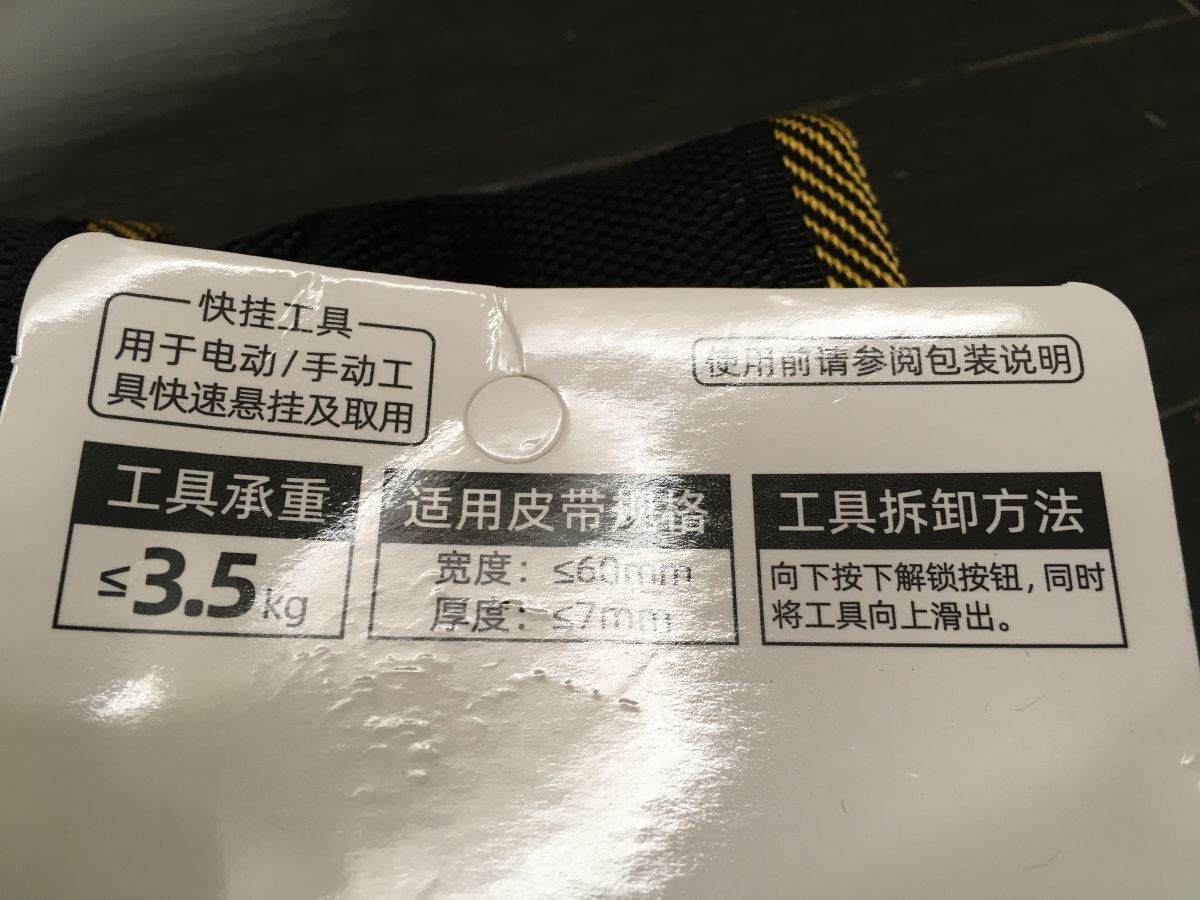 快挂工具
用于电动/手动工
具快速悬挂及取用
使用前请参阅包装说明
工具承重
≤3.5kg
适用皮带规格
宽度：≤60mm
厚度：≤7mm
工具拆卸方法
向下按下解锁按钮，同时
将工具向上滑出。